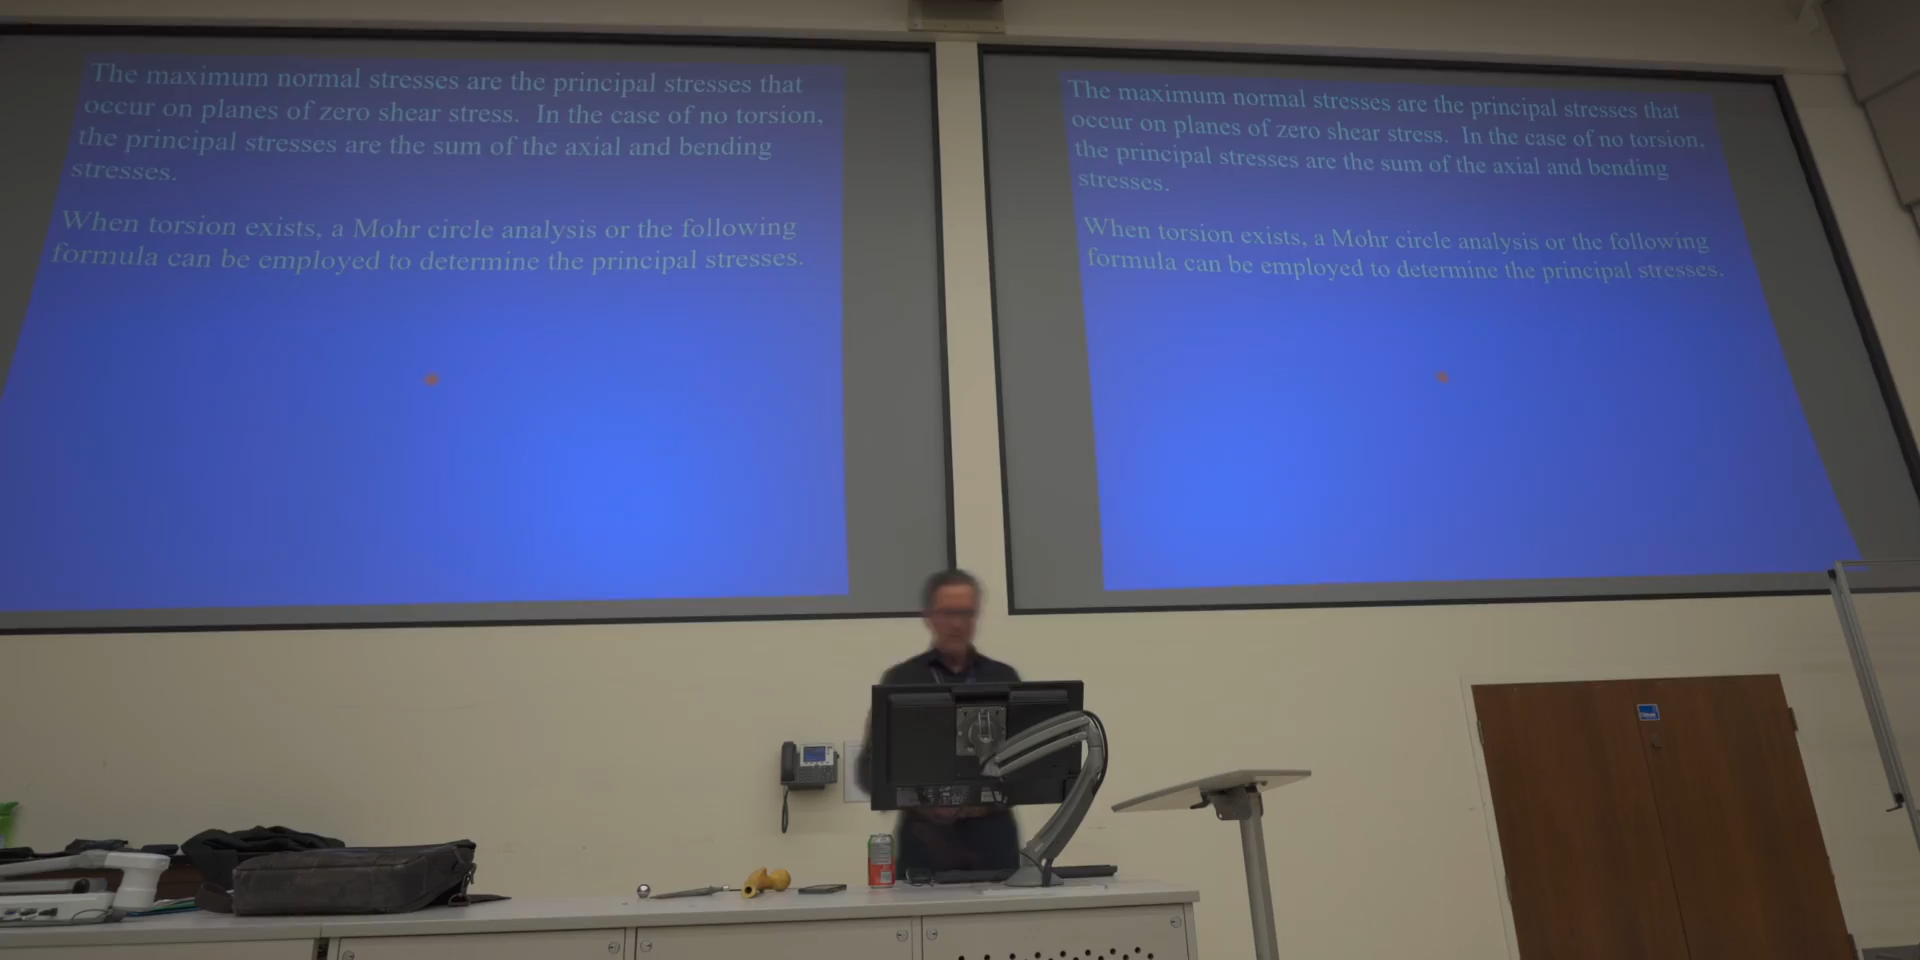 The maximum normal stresses are the principal stresses that
occur on planes of zero shear stress.  In the case of no torsion,
the principal stresses are the sum of the axial and bending
stresses.
When torsion exists, a Mohr circle analysis or the following
formula can be employed to determine the principal stresses.
The maximum normal stresses are the principal stresses that
occur on planes of zero shear stress.  In the case of no torsion,
the principal stresses are the sum of the axial and bending
stresses.
When torsion exists, a Mohr circle analysis or the following
formula can be employed to determine the principal stresses.